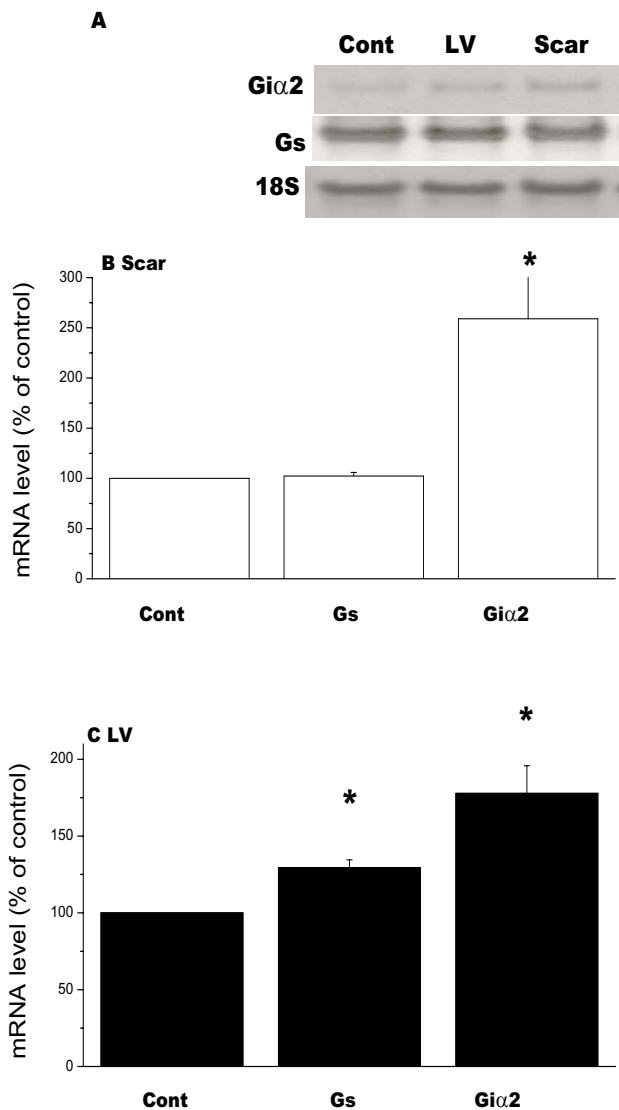 A
Cont LV Scar
Giα2
Gs
18S
B Scar
*
mRNA level (% of control)
300
250
200
150
100
50
0
Cont Gs Giα2
C LV
*
*
mRNA level (% of control)
200
150
100
50
0
Cont Gs Giα2